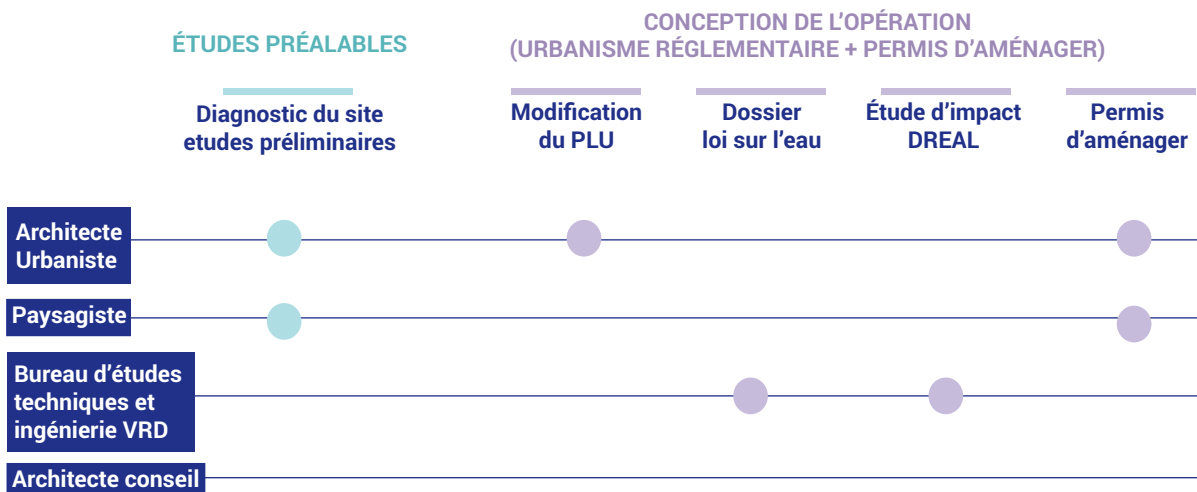 ÉTUDES PRÉALABLES
CONCEPTION DE L’OPÉRATION
(URBANISME RÉGLEMENTAIRE + PERMIS D’AMÉNAGER)
Diagnostic du site
etudes préliminaires
Modification
du PLU
Dossier
loi sur l’eau
Étude d’impact
DREAL
Permis
d’aménager
Architecte
Urbaniste
Paysagiste
Bureau d’études
techniques et
ingénierie VRD
Architecte conseil